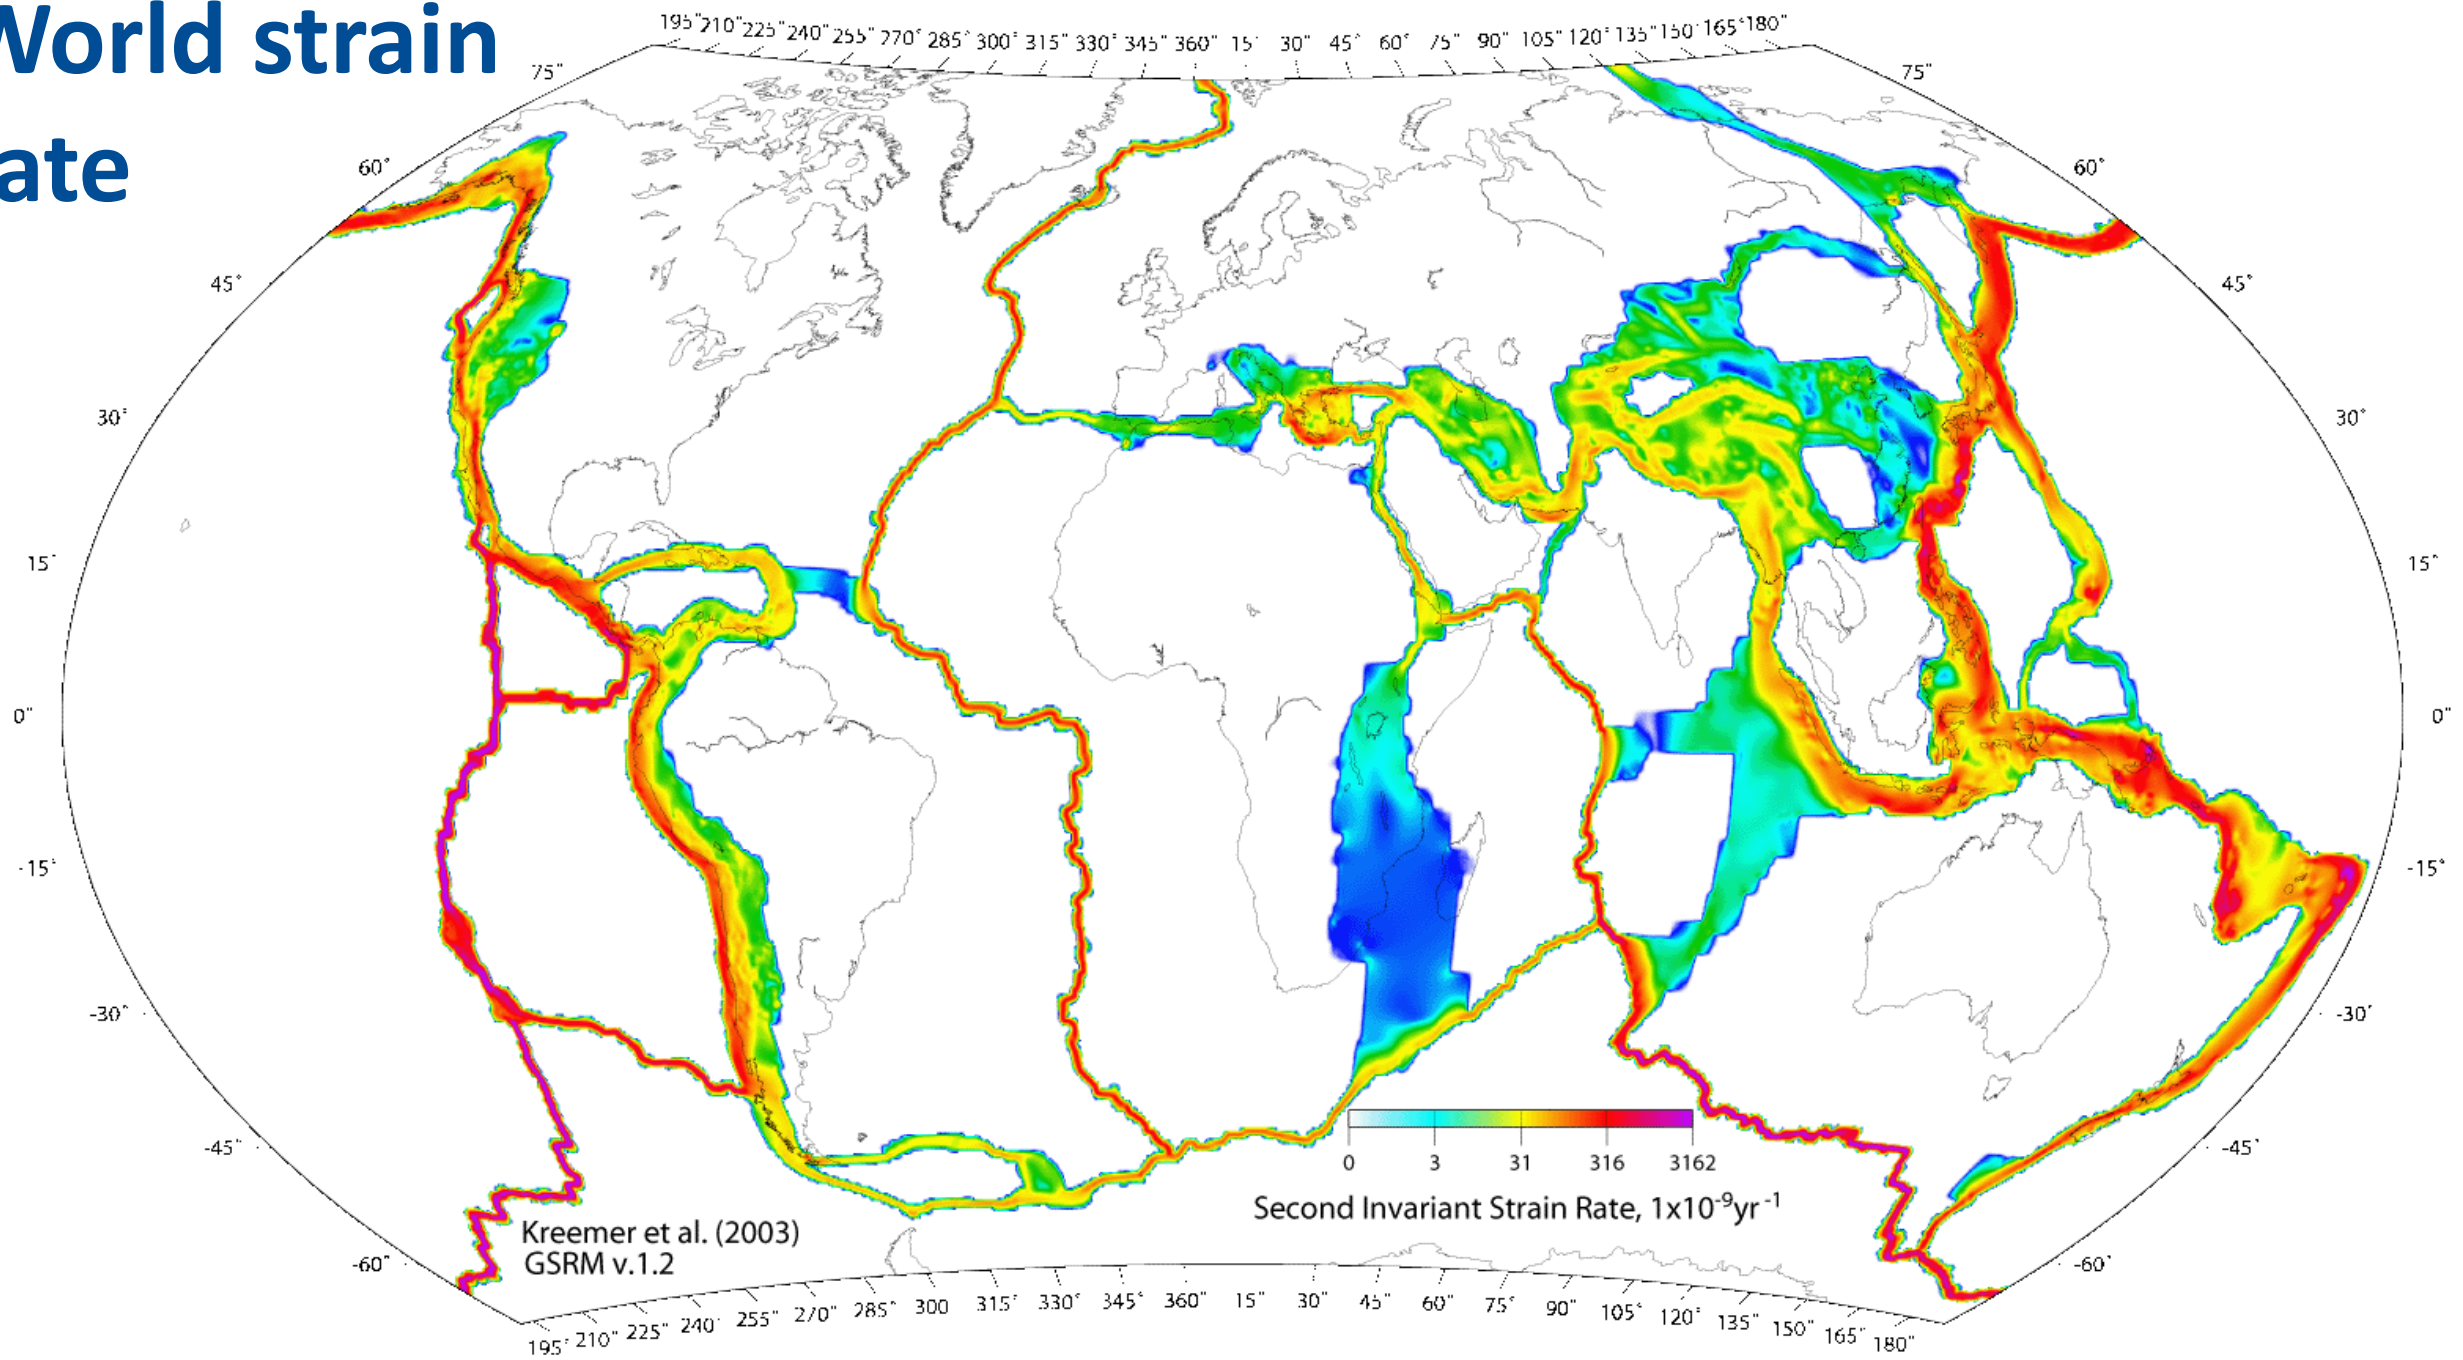 World strain
ate
195° 210° 225° 240° 255° 270° 285° 300° 315° 330° 345° 360° 15° 30° 45° 60° 75° 90° 105° 120° 135° 150° 165° 180°
75° 75°
60° 60°
45° 45°
30° 30°
15° 15°
0° 0°
-15° -15°
-30° -30°
-45° -45°
-60° -60°
0 3 31 316 3162
Second Invariant Strain Rate, 1x10⁻⁹yr⁻¹
Kreemer et al. (2003)
GSRM v.1.2
195° 210° 225° 240° 255° 270° 285° 300 315° 330° 345° 360° 15° 30° 45° 60° 75° 90° 105° 120° 135° 150° 165° 180°